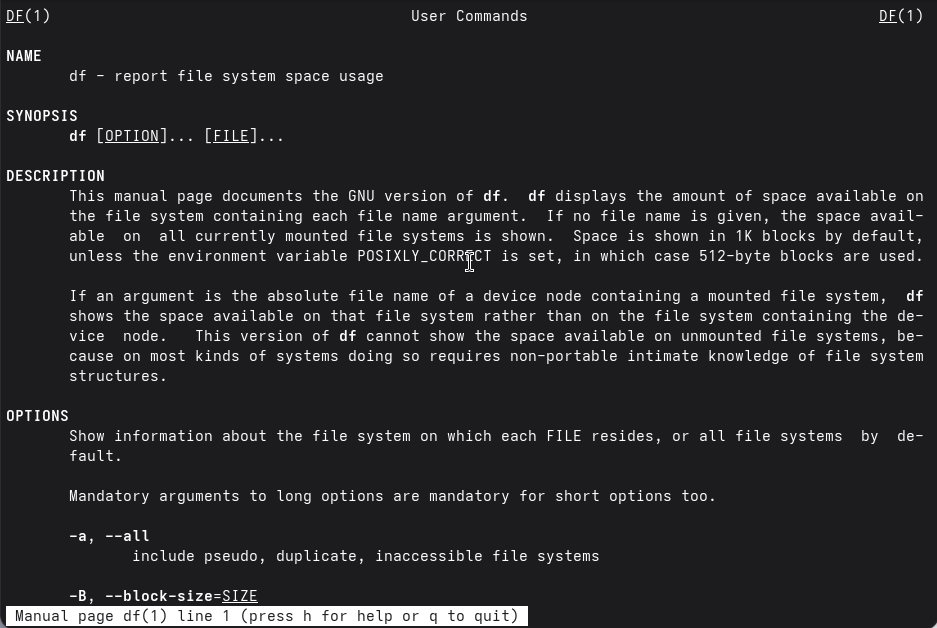 DF(1) User Commands DF(1)
NAME
df - report file system space usage
SYNOPSIS
df [OPTION]... [FILE]...
DESCRIPTION
This manual page documents the GNU version of df. df displays the amount of space available on
the file system containing each file name argument. If no file name is given, the space avail-
able on all currently mounted file systems is shown. Space is shown in 1K blocks by default,
unless the environment variable POSIXLY_CORRECT is set, in which case 512-byte blocks are used.
If an argument is the absolute file name of a device node containing a mounted file system, df
shows the space available on that file system rather than on the file system containing the de-
vice node. This version of df cannot show the space available on unmounted file systems, be-
cause on most kinds of systems doing so requires non-portable intimate knowledge of file system
structures.
OPTIONS
Show information about the file system on which each FILE resides, or all file systems by de-
fault.
Mandatory arguments to long options are mandatory for short options too.
-a, --all
include pseudo, duplicate, inaccessible file systems
-B, --block-size=SIZE
Manual page df(1) line 1 (press h for help or q to quit)